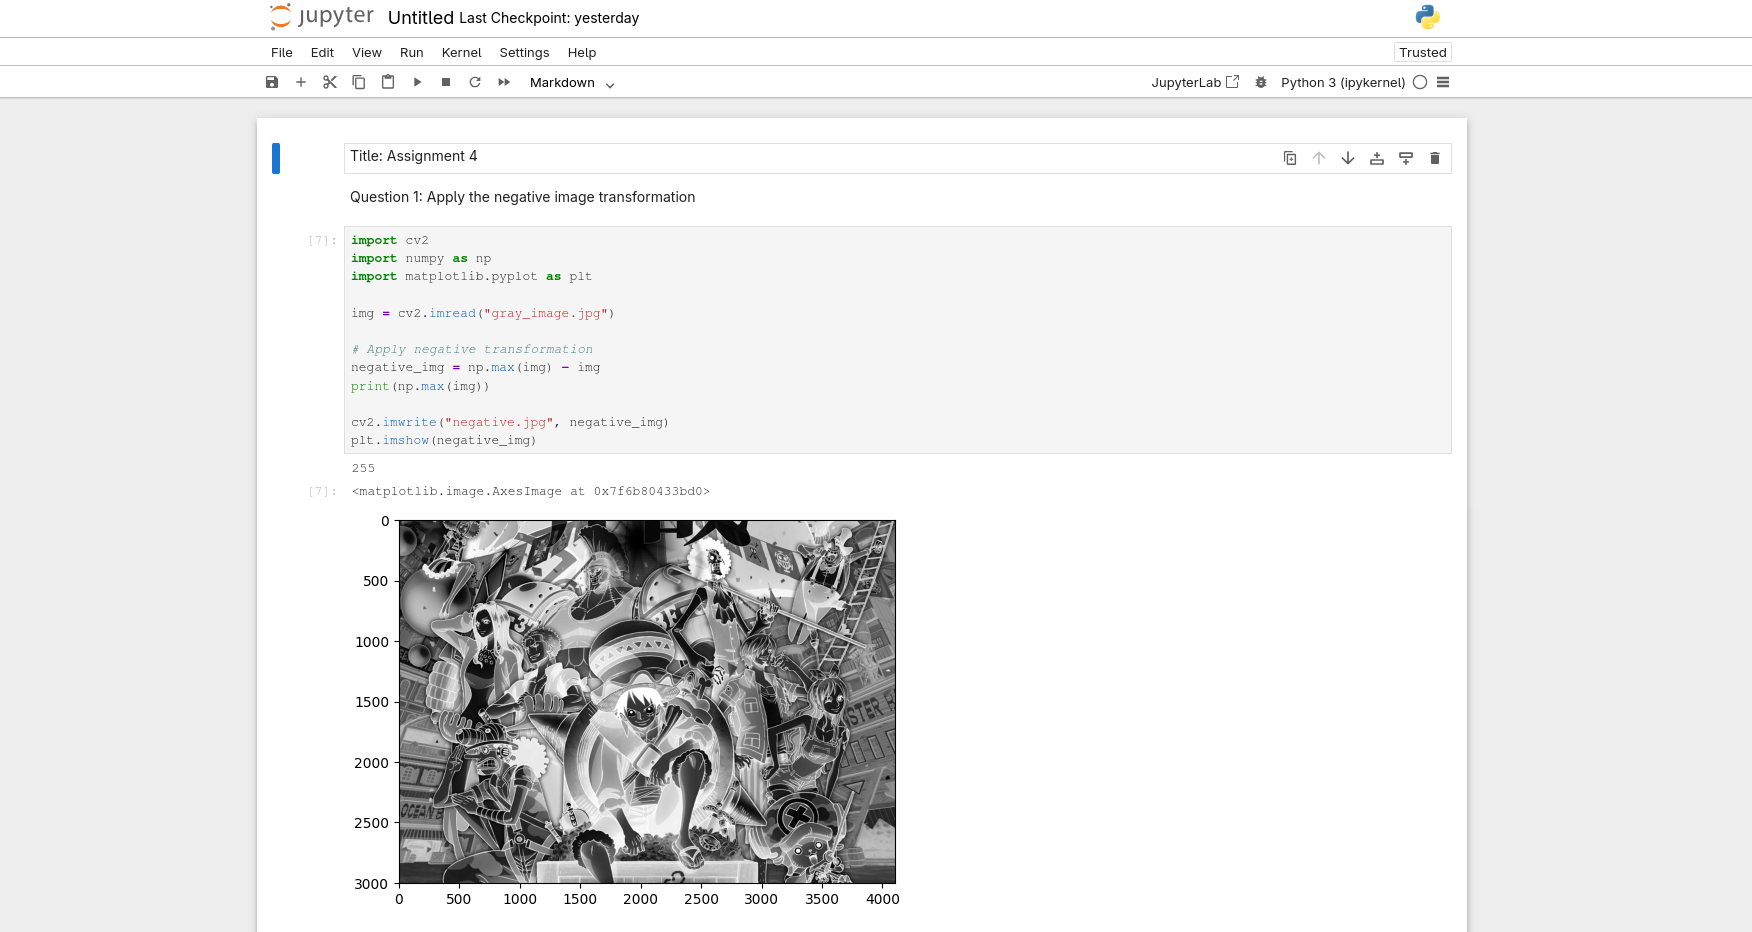 jupyter Untitled Last Checkpoint: yesterday
File Edit View Run Kernel Settings Help Trusted
Markdown JupyterLab Python 3 (ipykernel)
Title: Assignment 4
Question 1: Apply the negative image transformation
[7]: import cv2
import numpy as np
import matplotlib.pyplot as plt
img = cv2.imread("gray_image.jpg")
# Apply negative transformation
negative_img = np.max(img) - img
print(np.max(img))
cv2.imwrite("negative.jpg", negative_img)
plt.imshow(negative_img)
255
[7]: <matplotlib.image.AxesImage at 0x7f6b80433bd0>
0
500
1000
1500
2000
2500
3000
0 500 1000 1500 2000 2500 3000 3500 4000